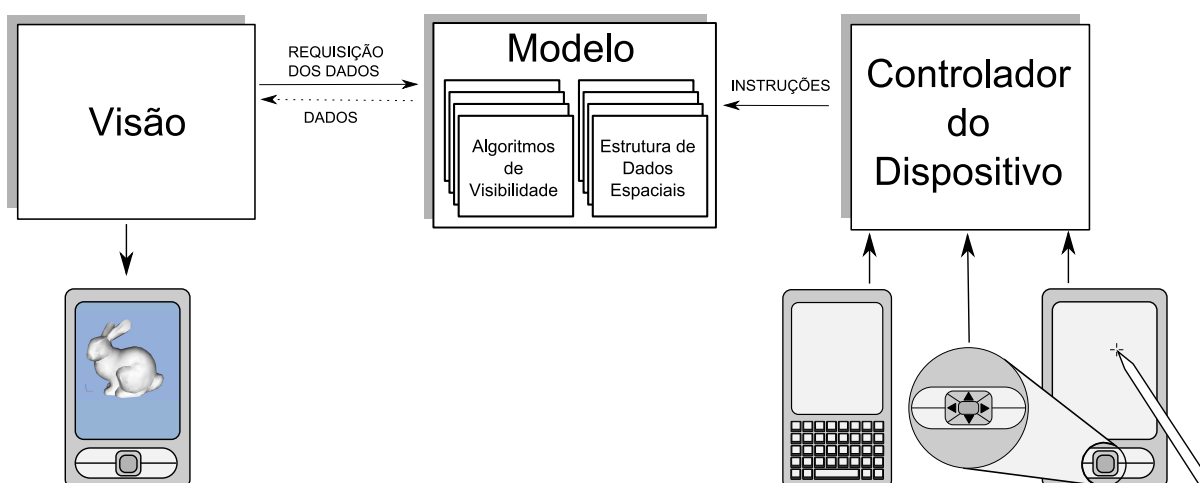 Visão
REQUISIÇÃO
DOS DADOS
DADOS
Modelo
Algoritmos
de
Visibilidade
Estrutura de
Dados
Espaciais
INSTRUÇÕES
Controlador
do
Dispositivo